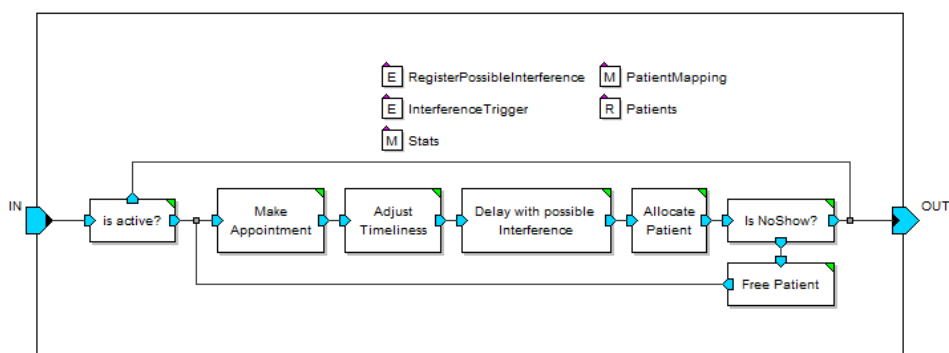 E RegisterPossibleInterference M PatientMapping
E InterferenceTrigger R Patients
M Stats
IN
OUT
is active?
Make
Appointment
Adjust
Timeliness
Delay with possible
Interference
Allocate
Patient
Is NoShow?
Free Patient